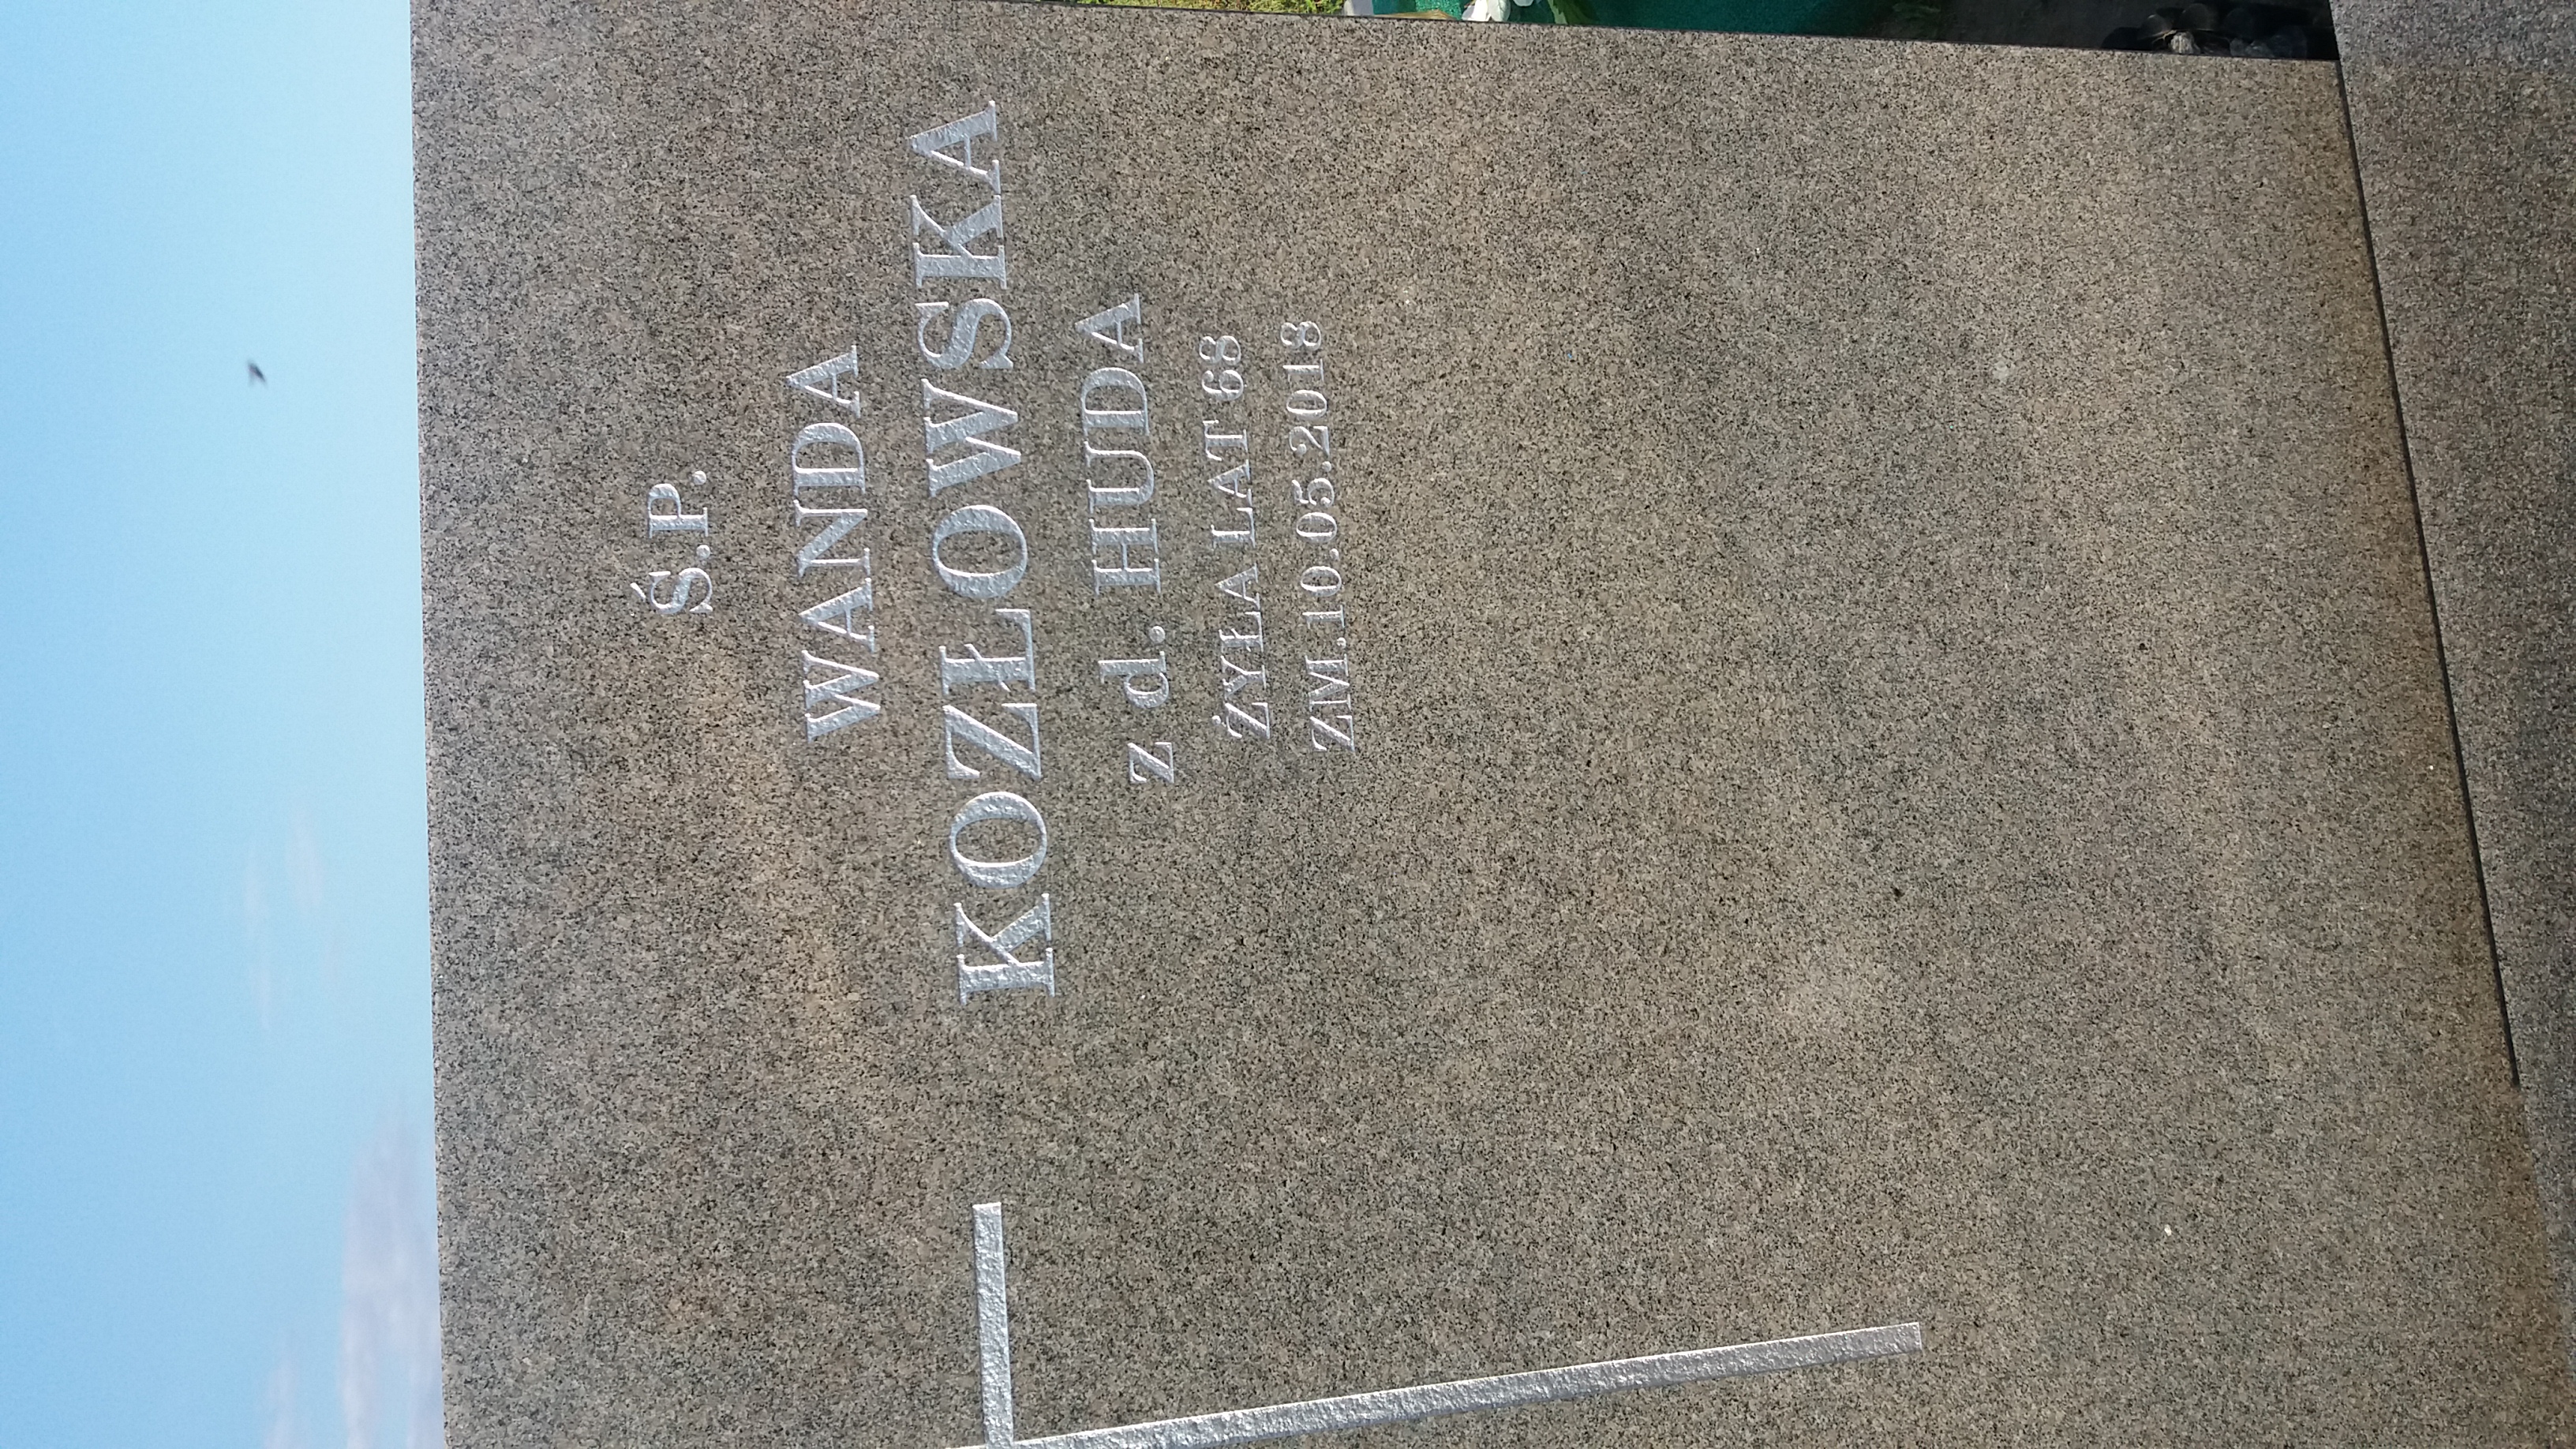 Ś.P.
WANDA
KOZŁOWSKA
z d. HUDA
ŻYŁA LAT 68
ZM.10.05.2018